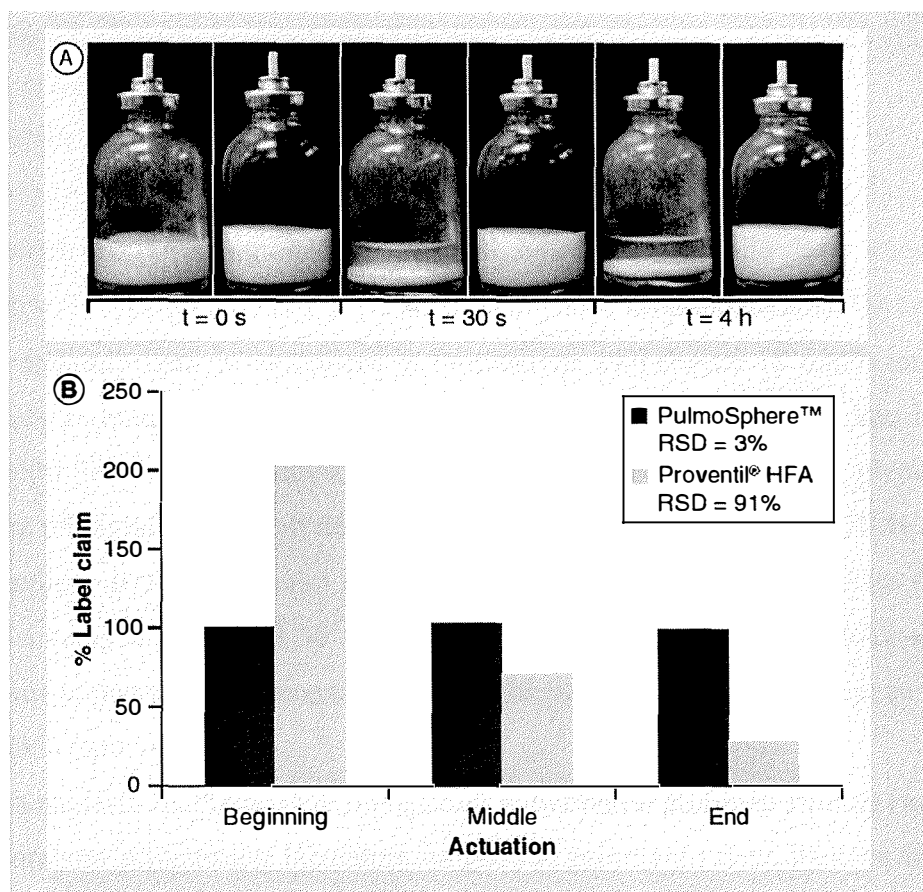 A
t = 0 s
t = 30 s
t = 4 h
B
250
200
150
100
50
0
% Label claim
PulmoSphere™
RSD = 3%
Proventil® HFA
RSD = 91%
Beginning
Middle
End
Actuation